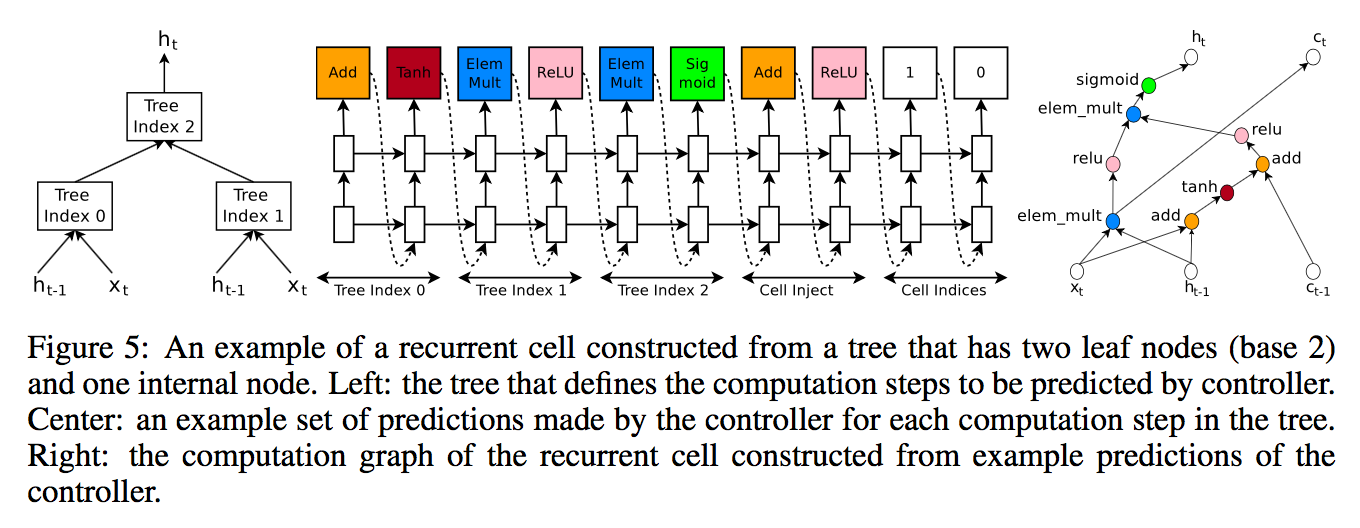 h_t
Tree
Index 2
Tree
Index 0
Tree
Index 1
h_t-1
x_t
h_t-1
x_t
Add
Tanh
Elem
Mult
ReLU
Elem
Mult
Sig
moid
Add
ReLU
1
0
Tree Index 0
Tree Index 1
Tree Index 2
Cell Inject
Cell Indices
h_t
c_t
sigmoid
elem_mult
relu
relu
add
tanh
elem_mult
add
x_t
h_t-1
c_t-1
Figure 5: An example of a recurrent cell constructed from a tree that has two leaf nodes (base 2)
and one internal node. Left: the tree that defines the computation steps to be predicted by controller.
Center: an example set of predictions made by the controller for each computation step in the tree.
Right: the computation graph of the recurrent cell constructed from example predictions of the
controller.